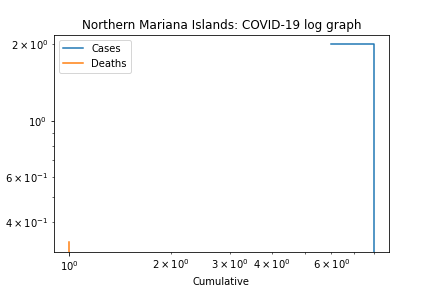 Northern Mariana Islands: COVID-19 log graph
2 × 10⁰
10⁰
6 × 10⁻¹
4 × 10⁻¹
Cases
Deaths
10⁰
2 × 10⁰
3 × 10⁰
4 × 10⁰
6 × 10⁰
Cumulative